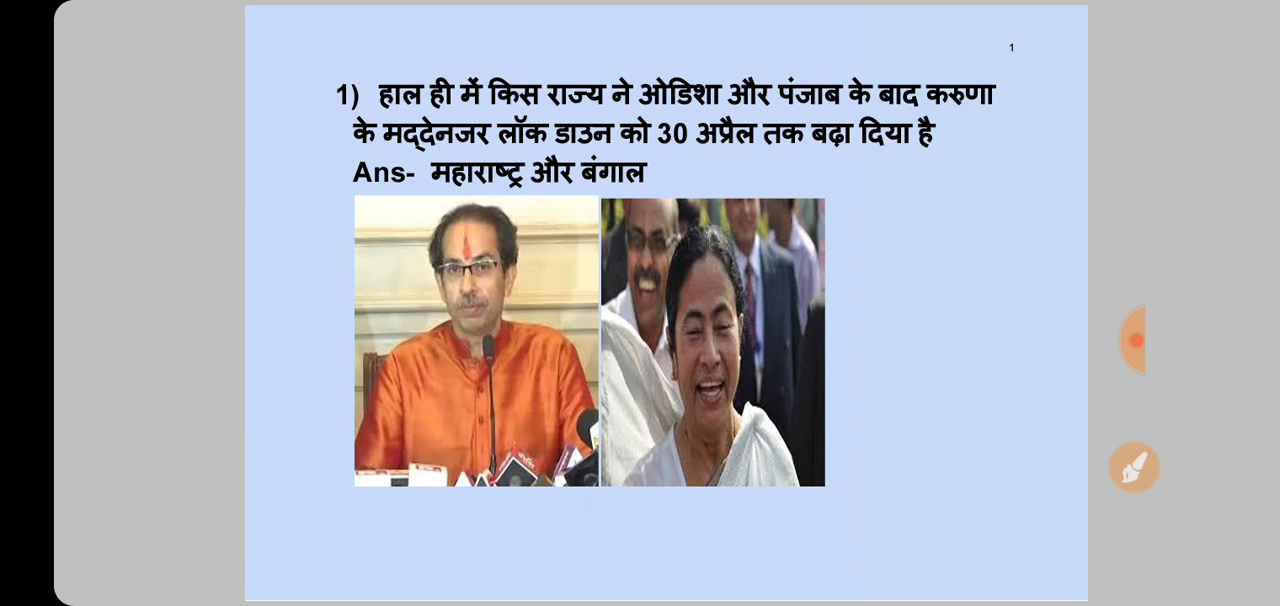 1
1) हाल ही में किस राज्य ने ओडिशा और पंजाब के बाद करुणा
के मद्देनजर लॉक डाउन को 30 अप्रैल तक बढ़ा दिया है
Ans- महाराष्ट्र और बंगाल